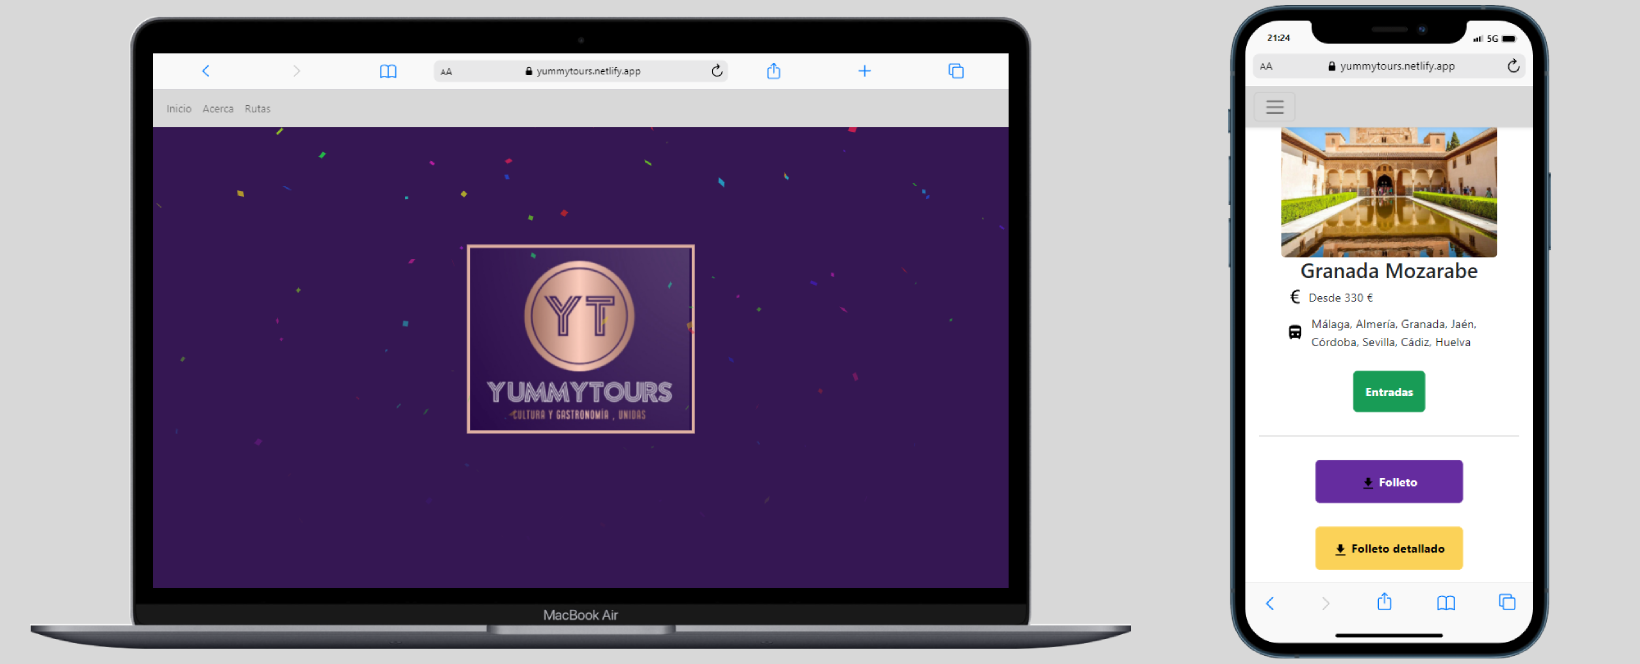 AA
yummytours.netlify.app
Inicio Acerca Rutas
YT
YUMMYTOURS
CULTURA Y GASTRONOMÍA , UNIDAS
MacBook Air
21:24
5G
AA
yummytours.netlify.app
Granada Mozarabe
€ Desde 330 €
Málaga, Almería, Granada, Jaén,
Córdoba, Sevilla, Cádiz, Huelva
Entradas
Folleto
Folleto detallado